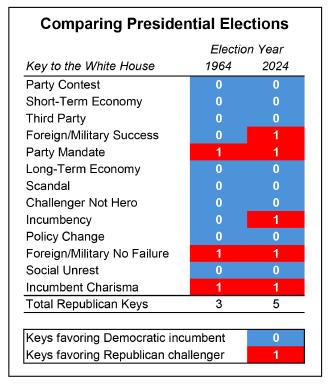 Comparing Presidential Elections
Election Year
Key to the White House 1964 2024
Party Contest 0 0
Short-Term Economy 0 0
Third Party 0 0
Foreign/Military Success 0 1
Party Mandate 1 1
Long-Term Economy 0 0
Scandal 0 0
Challenger Not Hero 0 0
Incumbency 0 1
Policy Change 0 0
Foreign/Military No Failure 1 1
Social Unrest 0 0
Incumbent Charisma 1 1
Total Republican Keys 3 5
Keys favoring Democratic incumbent 0
Keys favoring Republican challenger 1